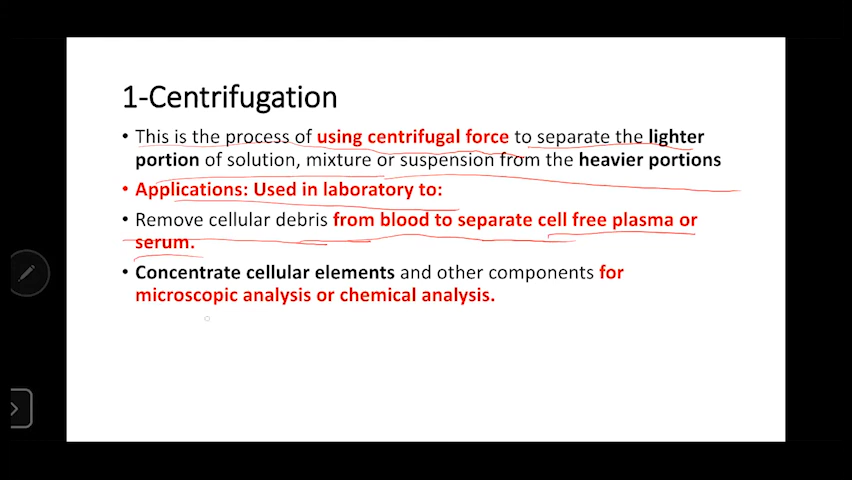 1-Centrifugation
• This is the process of using centrifugal force to separate the lighter
portion of solution, mixture or suspension from the heavier portions
• Applications: Used in laboratory to:
• Remove cellular debris from blood to separate cell free plasma or
serum.
• Concentrate cellular elements and other components for
microscopic analysis or chemical analysis.